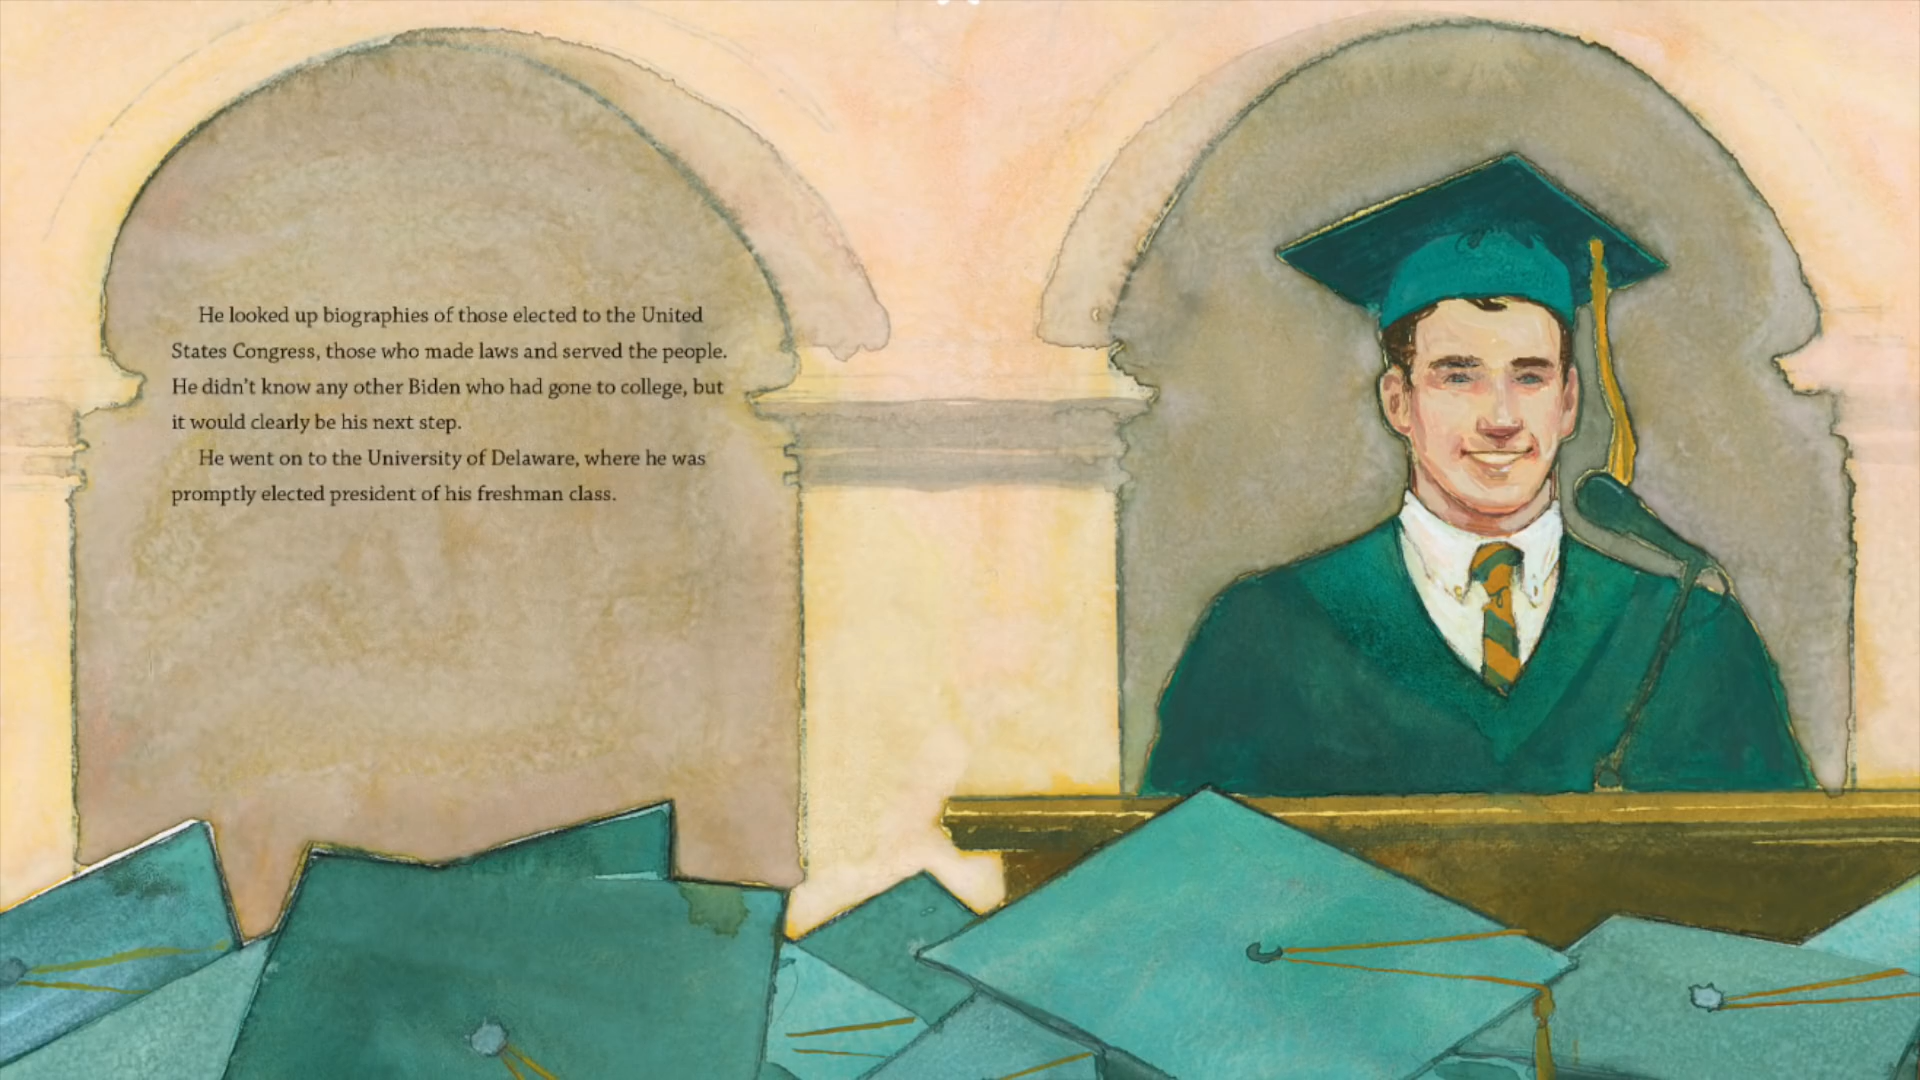 He looked up biographies of those elected to the United
States Congress, those who made laws and served the people.
He didn't know any other Biden who had gone to college, but
it would clearly be his next step.
He went on to the University of Delaware, where he was
promptly elected president of his freshman class.